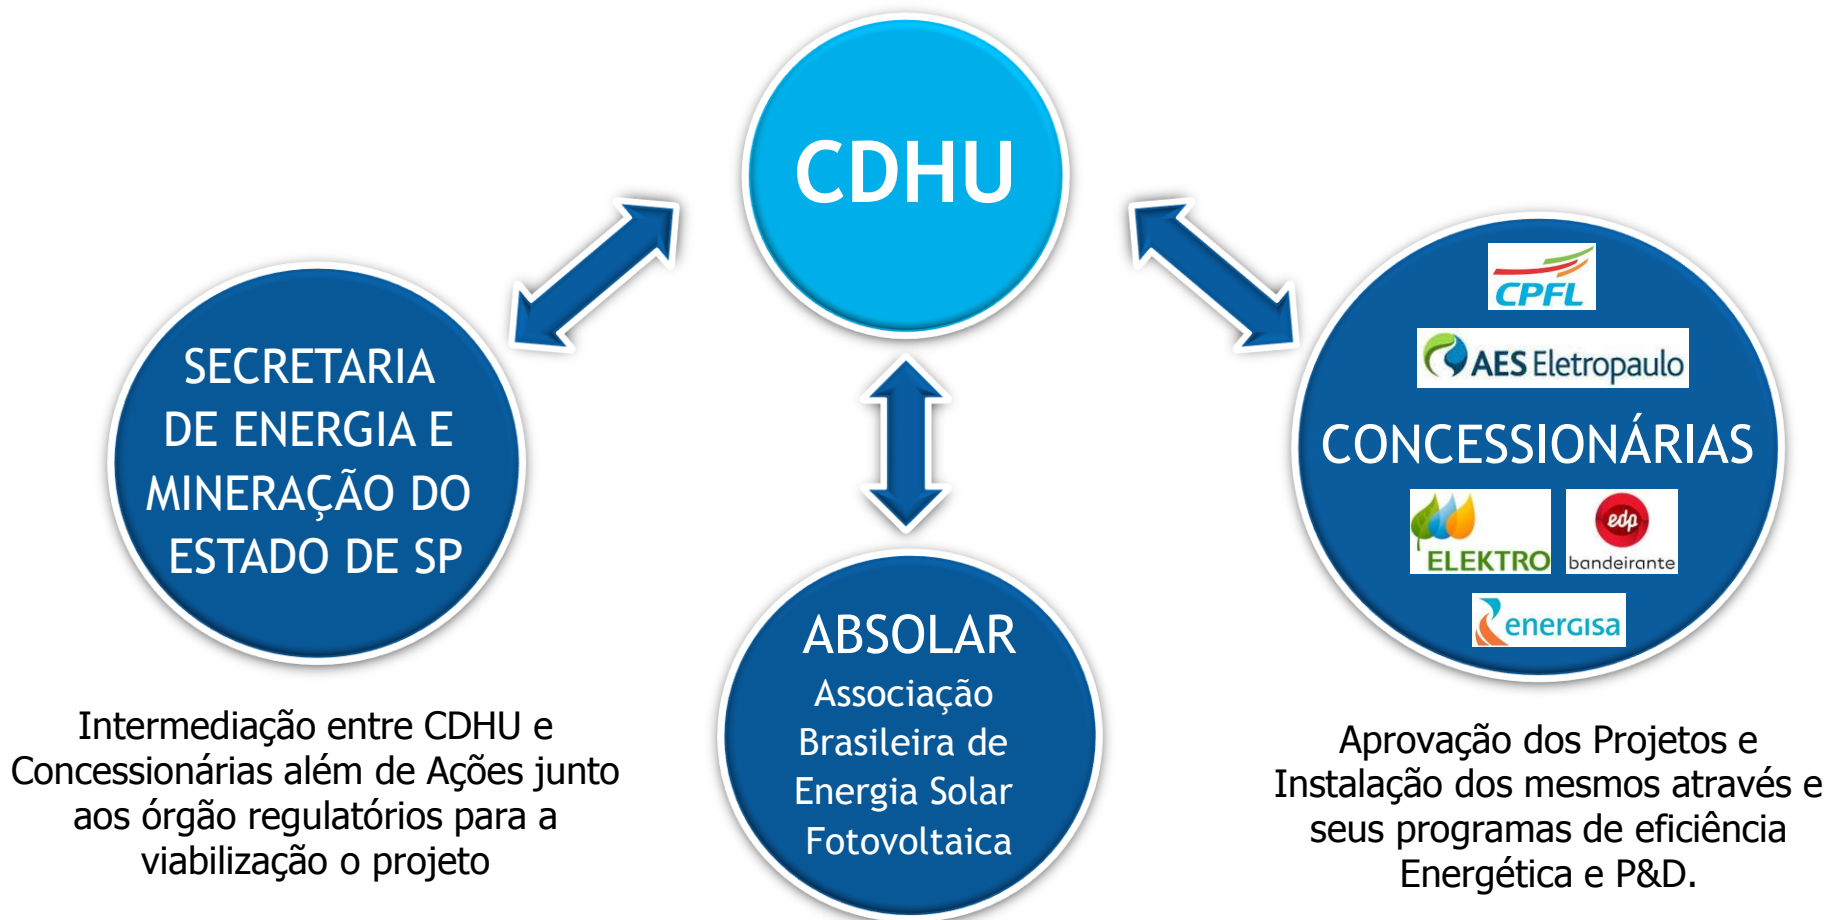 CDHU
SECRETARIA
DE ENERGIA E
MINERAÇÃO DO
ESTADO DE SP
Intermediação entre CDHU e
Concessionárias além de Ações junto
aos órgão regulatórios para a
viabilização o projeto
ABSOLAR
Associação
Brasileira de
Energia Solar
Fotovoltaica
CPFL
AES Eletropaulo
CONCESSIONÁRIAS
ELEKTRO
edp
bandeirante
energisa
Aprovação dos Projetos e
Instalação dos mesmos através e
seus programas de eficiência
Energética e P&D.